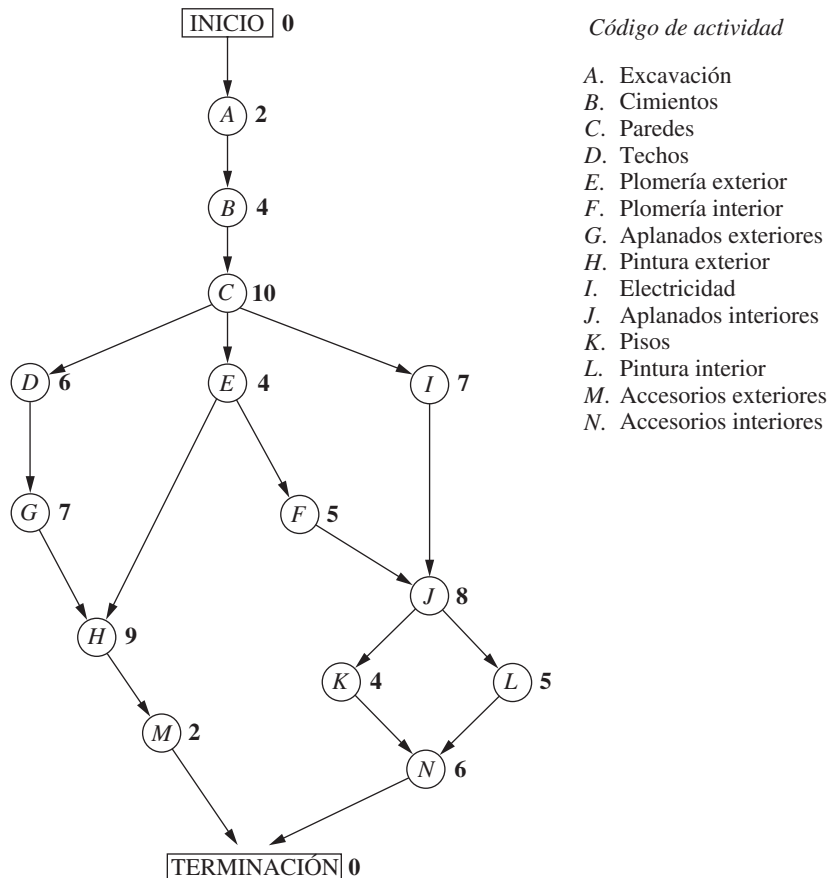 INICIO 0
Código de actividad
A. Excavación
B. Cimientos
C. Paredes
D. Techos
E. Plomería exterior
F. Plomería interior
G. Aplanados exteriores
H. Pintura exterior
I. Electricidad
J. Aplanados interiores
K. Pisos
L. Pintura interior
M. Accesorios exteriores
N. Accesorios interiores
A 2
B 4
C 10
D 6
E 4
I 7
G 7
F 5
J 8
H 9
K 4
L 5
M 2
N 6
TERMINACIÓN 0